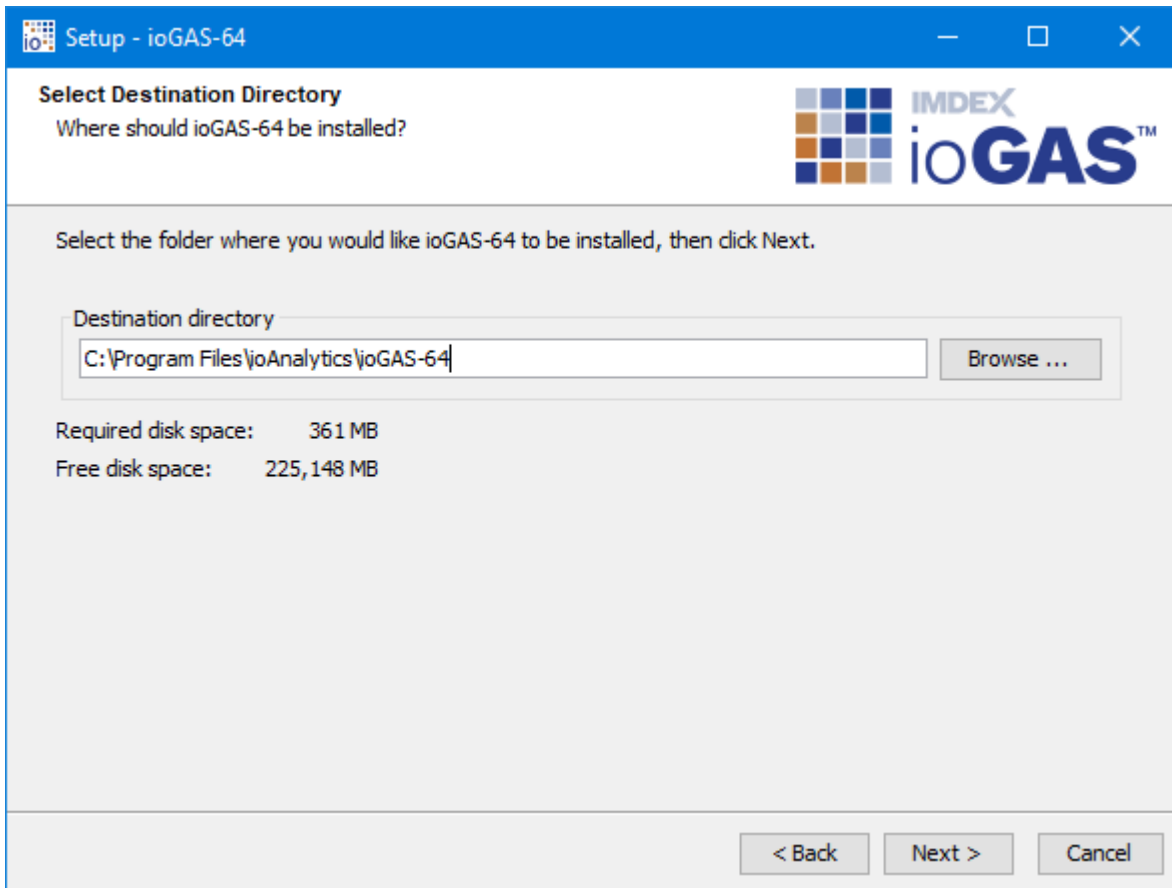 io
Setup - ioGAS-64
Select Destination Directory
Where should ioGAS-64 be installed?
IMDEX
ioGAS™
Select the folder where you would like ioGAS-64 to be installed, then click Next.
Destination directory
C:\Program Files\ioAnalytics\ioGAS-64
Browse ...
Required disk space: 361 MB
Free disk space: 225,148 MB
< Back Next > Cancel